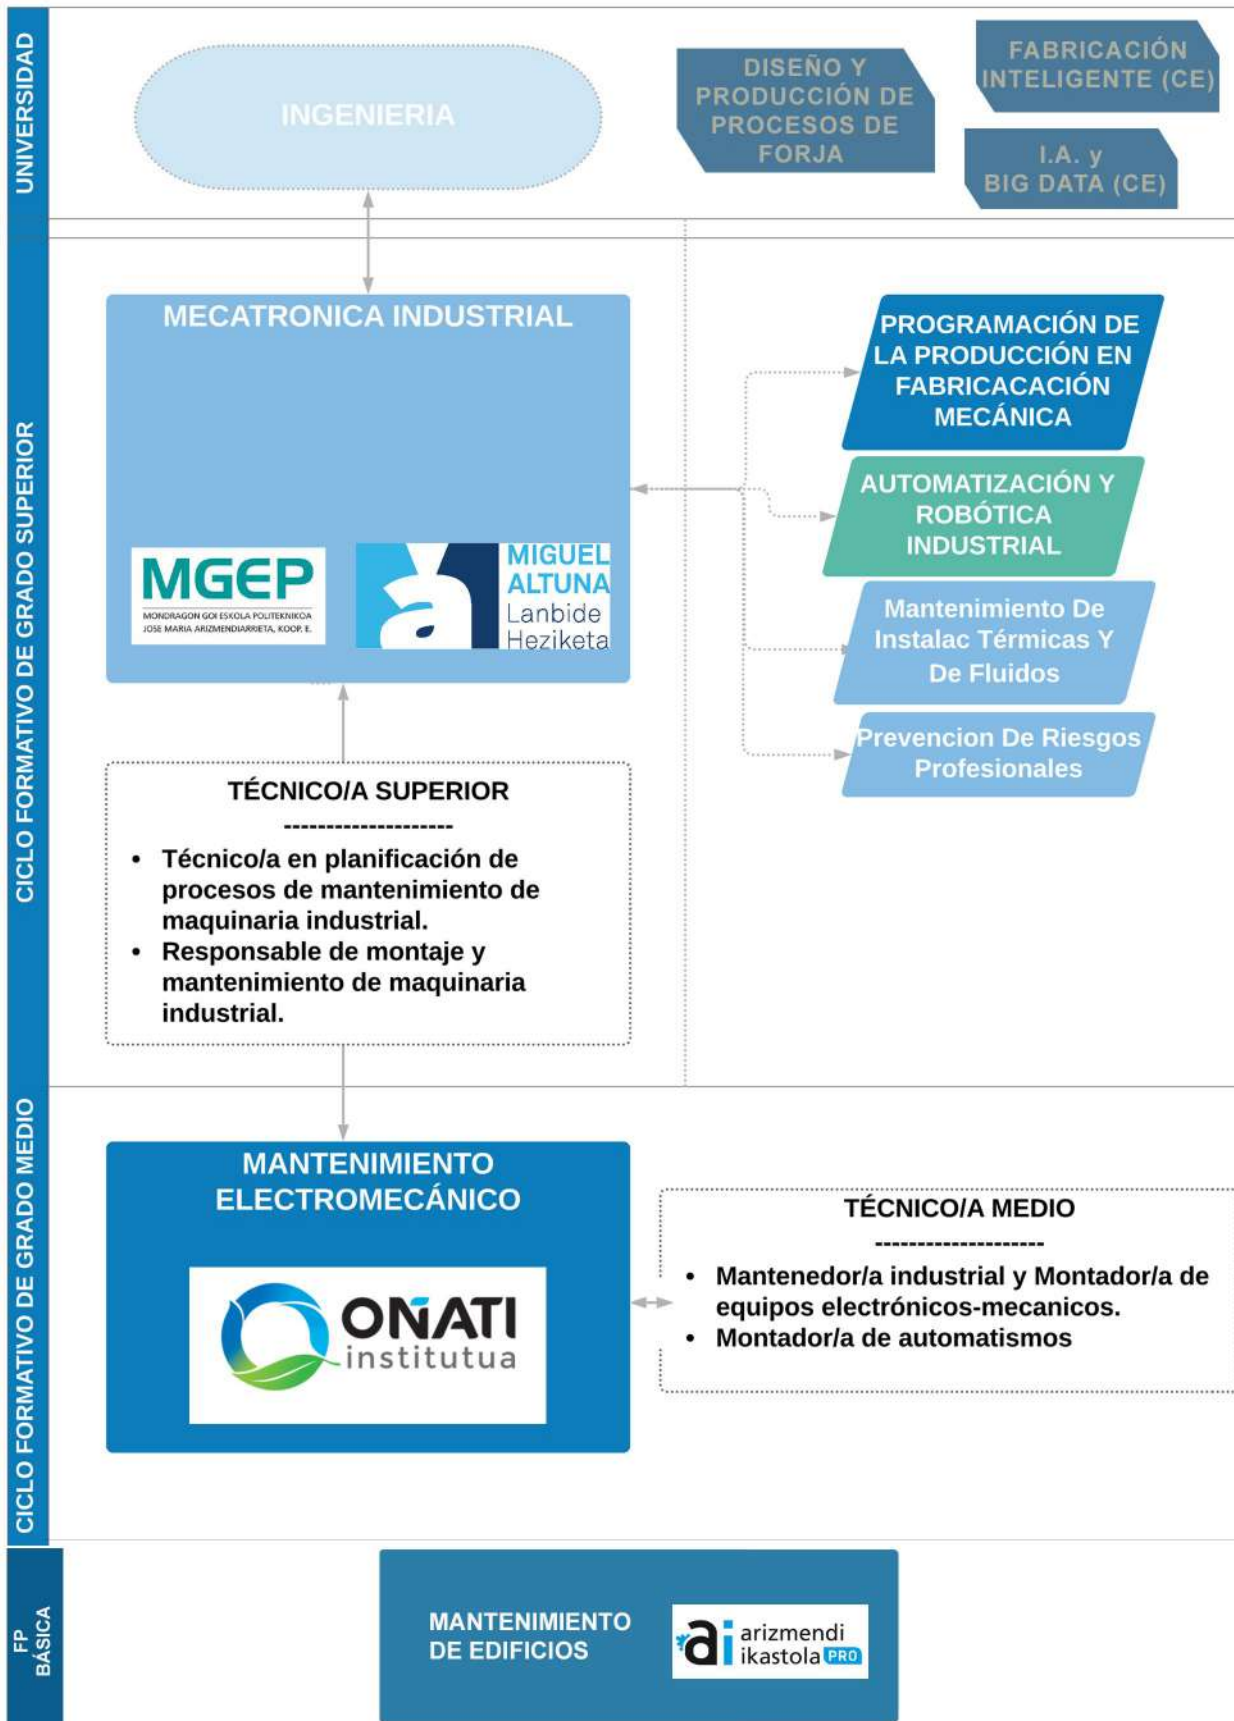 UNIVERSIDAD
INGENIERIA
DISEÑO Y
PRODUCCIÓN DE
PROCESOS DE
FORJA
FABRICACIÓN
INTELIGENTE (CE)
I.A. y
BIG DATA (CE)
CICLO FORMATIVO DE GRADO SUPERIOR
MECATRONICA INDUSTRIAL
MGEP
MONDRAGON GOI ESKOLA POLITEKNIKOA
JOSE MARIA ARIZMENDIARRIETA, KOOP. E.
a
MIGUEL
ALTUNA
Lanbide
Heziketa
PROGRAMACIÓN DE
LA PRODUCCIÓN EN
FABRICACACIÓN
MECÁNICA
AUTOMATIZACIÓN Y
ROBÓTICA
INDUSTRIAL
Mantenimiento De
Instalac Térmicas Y
De Fluidos
Prevencion De Riesgos
Profesionales
TÉCNICO/A SUPERIOR
--------------------
• Técnico/a en planificación de
procesos de mantenimiento de
maquinaria industrial.
• Responsable de montaje y
mantenimiento de maquinaria
industrial.
CICLO FORMATIVO DE GRADO MEDIO
MANTENIMIENTO
ELECTROMECÁNICO
OÑATI
institutua
TÉCNICO/A MEDIO
--------------------
• Mantenedor/a industrial y Montador/a de
equipos electrónicos-mecanicos.
• Montador/a de automatismos
FP
BÁSICA
MANTENIMIENTO
DE EDIFICIOS
ai
arizmendi
ikastola PRO